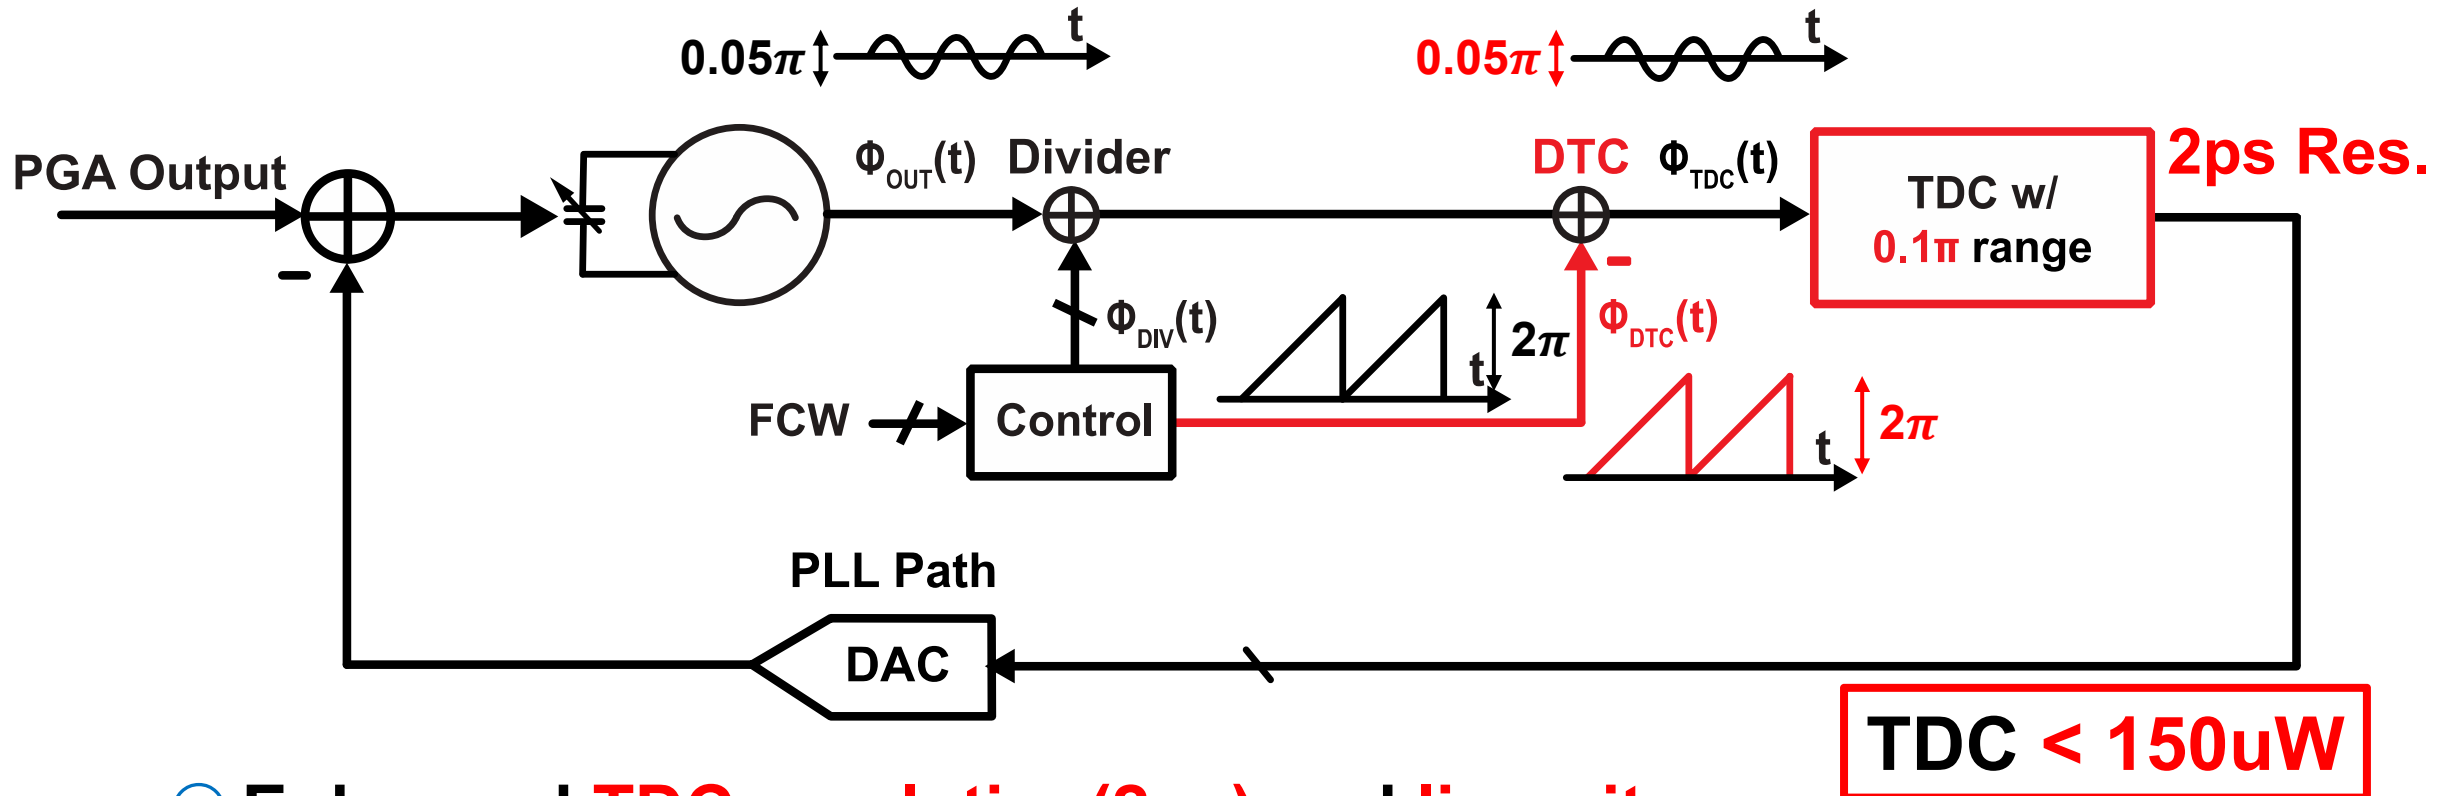 0.05π
t
0.05π
t
PGA Output
Φ_OUT(t)
Divider
DTC
Φ_TDC(t)
2ps Res.
TDC w/
0.1π range
-
-
Φ_DIV(t)
2π
t
Φ_DTC(t)
FCW
Control
2π
t
PLL Path
DAC
TDC < 150uW